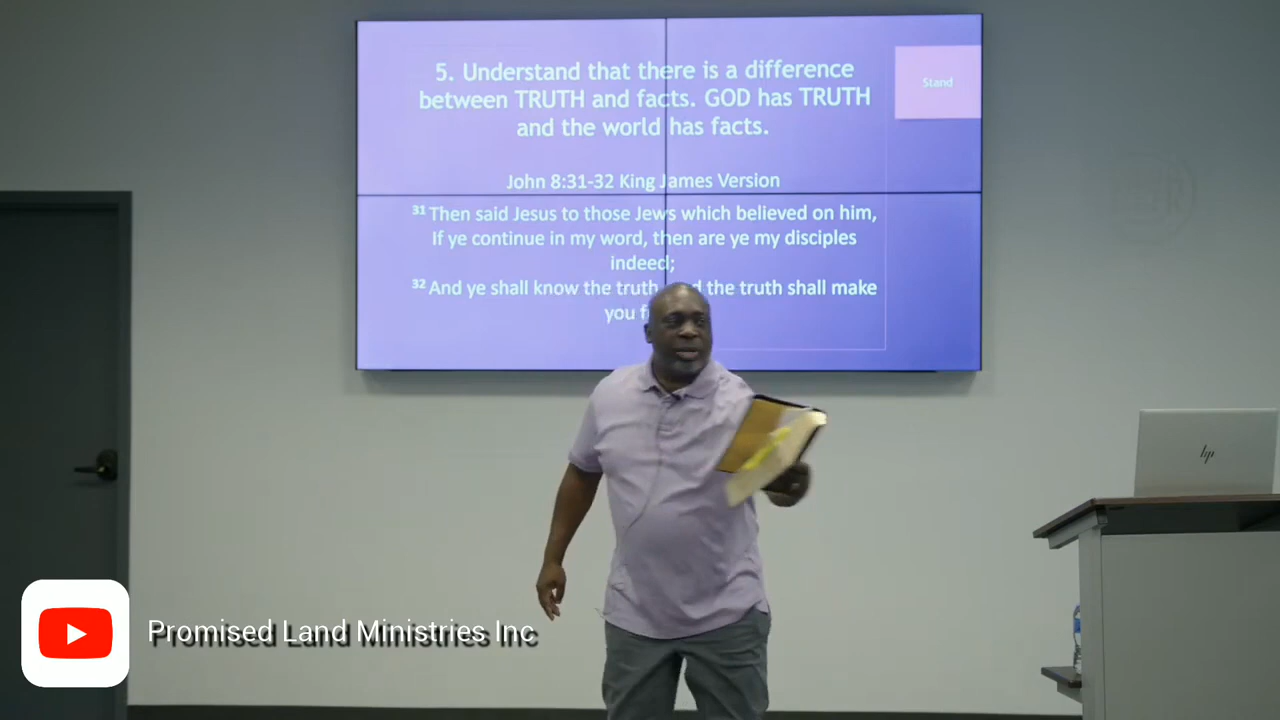 5. Understand that there is a difference
between TRUTH and facts. GOD has TRUTH
and the world has facts.
Stand
John 8:31-32 King James Version
31 Then said Jesus to those Jews which believed on him,
If ye continue in my word, then are ye my disciples
indeed;
32 And ye shall know the truth the truth shall make
you
hp
Promised Land Ministries Inc